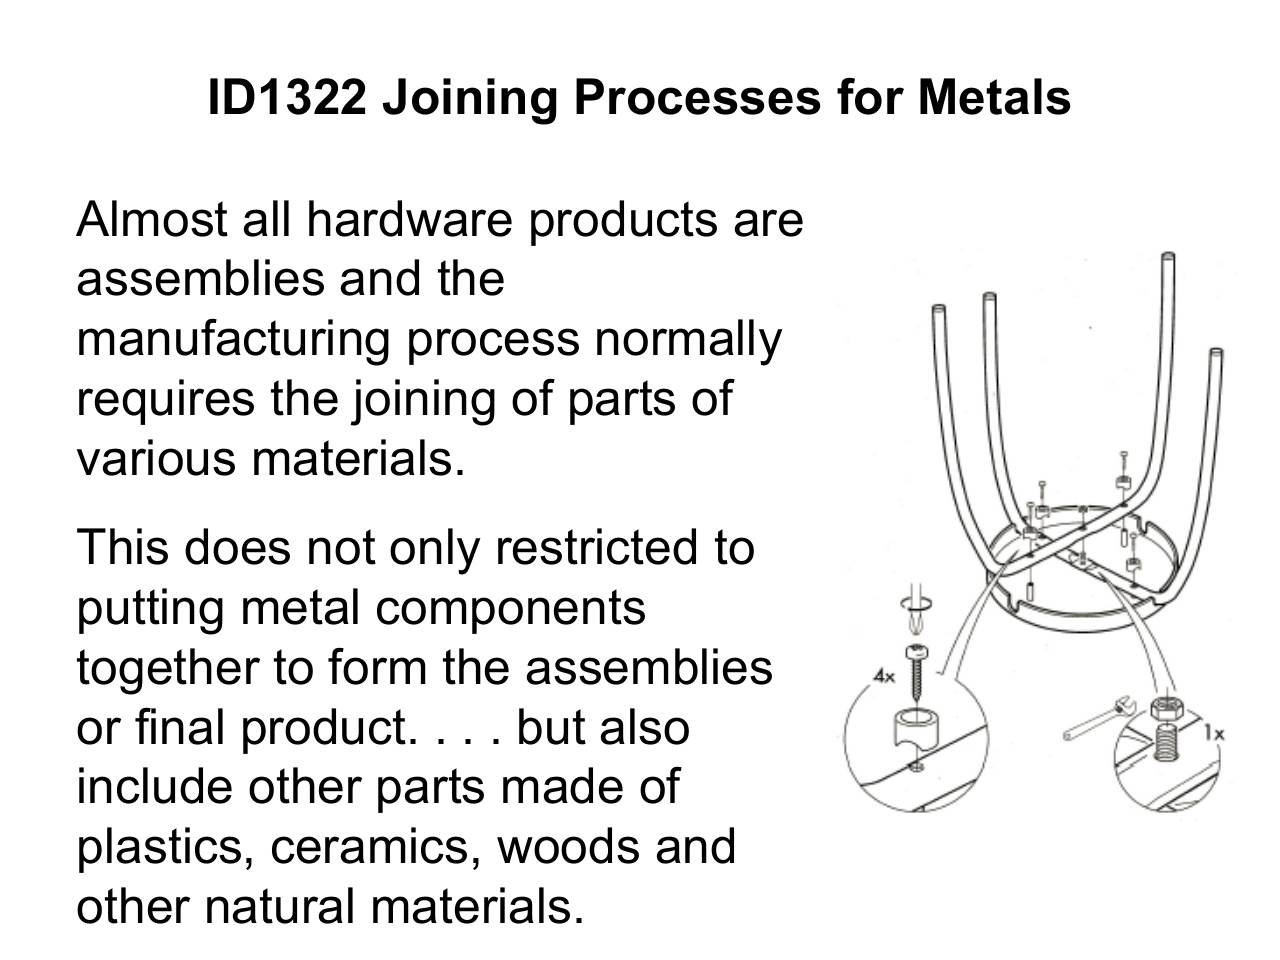 ID1322 Joining Processes for Metals
Almost all hardware products are
assemblies and the
manufacturing process normally
requires the joining of parts of
various materials.
This does not only restricted to
putting metal components
together to form the assemblies
or final product. . . . but also
include other parts made of
plastics, ceramics, woods and
other natural materials.
4x
1x